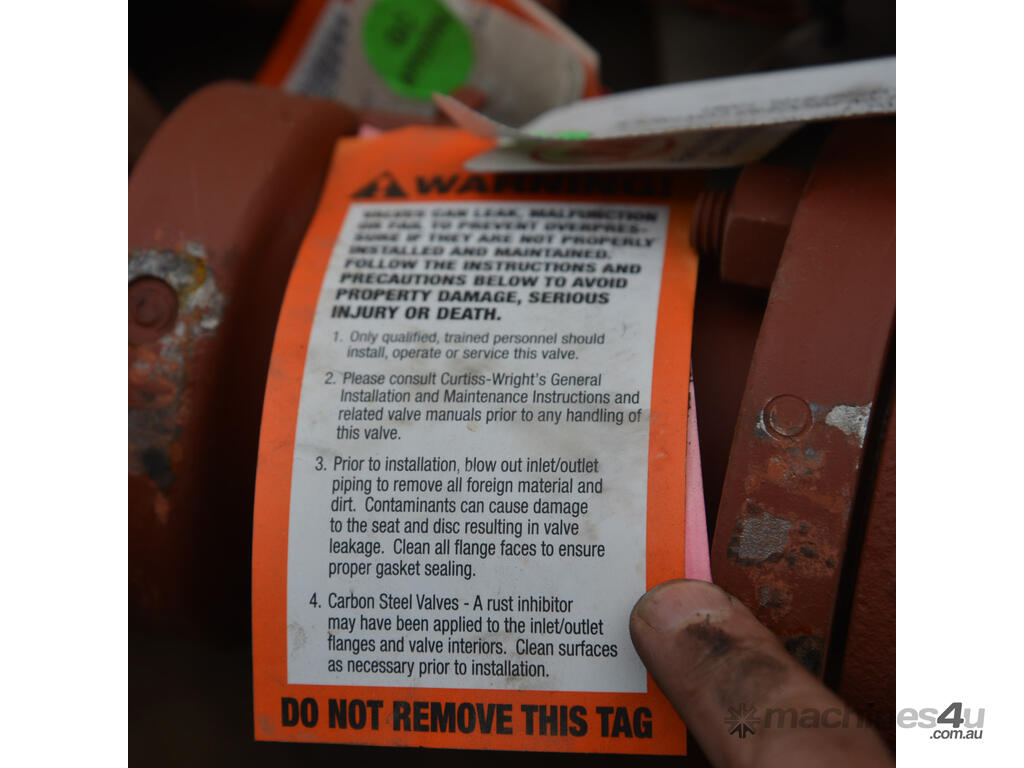 WARNING!
VALVES CAN LEAK, MALFUNCTION
OR FAIL TO PREVENT OVERPRES-
SURE IF THEY ARE NOT PROPERLY
INSTALLED AND MAINTAINED.
FOLLOW THE INSTRUCTIONS AND
PRECAUTIONS BELOW TO AVOID
PROPERTY DAMAGE, SERIOUS
INJURY OR DEATH.
1. Only qualified, trained personnel should
install, operate or service this valve.
2. Please consult Curtiss-Wright's General
Installation and Maintenance Instructions and
related valve manuals prior to any handling of
this valve.
3. Prior to installation, blow out inlet/outlet
piping to remove all foreign material and
dirt. Contaminants can cause damage
to the seat and disc resulting in valve
leakage. Clean all flange faces to ensure
proper gasket sealing.
4. Carbon Steel Valves - A rust inhibitor
may have been applied to the inlet/outlet
flanges and valve interiors. Clean surfaces
as necessary prior to installation.
DO NOT REMOVE THIS TAG
machines4u
.com.au